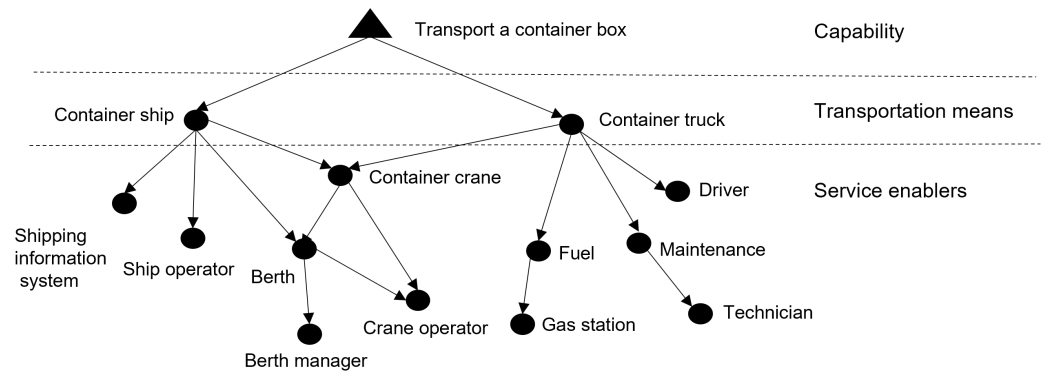 Transport a container box
Capability
Container ship
Container truck
Transportation means
Container crane
Driver
Service enablers
Shipping
information
system
Ship operator
Berth
Fuel
Maintenance
Crane operator
Gas station
Technician
Berth manager